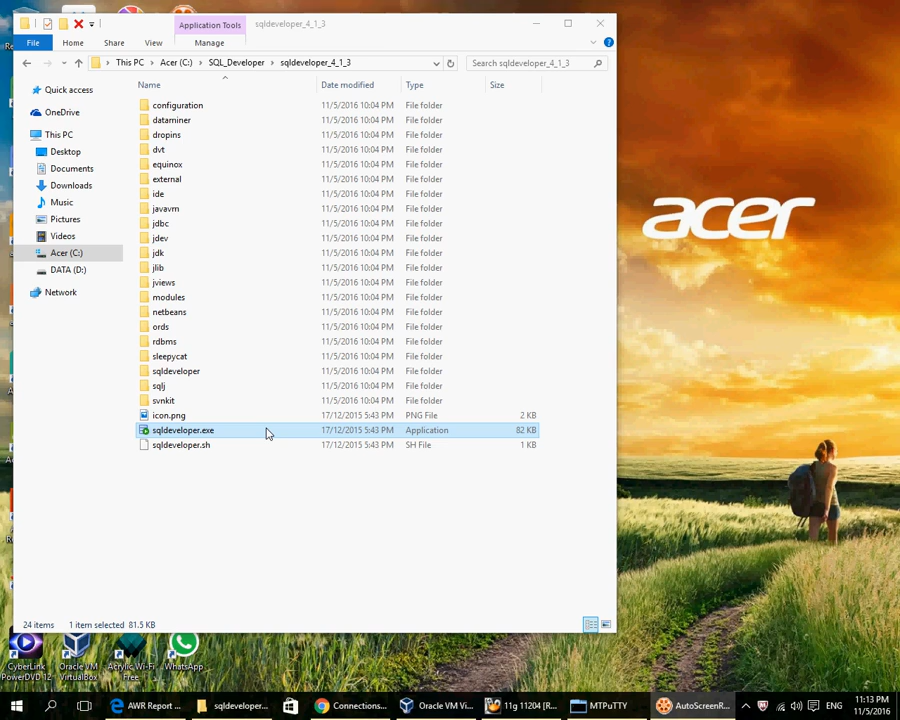 Application Tools
sqldeveloper_4_1_3
File
Home
Share
View
Manage
This PC
Acer (C:)
SQL_Developer
sqldeveloper_4_1_3
Search sqldeveloper_4_1_3
Name
Date modified
Type
Size
Quick access
OneDrive
This PC
Desktop
Documents
Downloads
Music
Pictures
Videos
Acer (C:)
DATA (D:)
Network
configuration 11/5/2016 10:04 PM File folder
dataminer 11/5/2016 10:04 PM File folder
dropins 11/5/2016 10:04 PM File folder
dvt 11/5/2016 10:04 PM File folder
equinox 11/5/2016 10:04 PM File folder
external 11/5/2016 10:04 PM File folder
ide 11/5/2016 10:04 PM File folder
javavm 11/5/2016 10:04 PM File folder
jdbc 11/5/2016 10:04 PM File folder
jdev 11/5/2016 10:04 PM File folder
jdk 11/5/2016 10:04 PM File folder
jlib 11/5/2016 10:04 PM File folder
jviews 11/5/2016 10:04 PM File folder
modules 11/5/2016 10:04 PM File folder
netbeans 11/5/2016 10:04 PM File folder
ords 11/5/2016 10:04 PM File folder
rdbms 11/5/2016 10:04 PM File folder
sleepycat 11/5/2016 10:04 PM File folder
sqldeveloper 11/5/2016 10:04 PM File folder
sqlj 11/5/2016 10:04 PM File folder
svnkit 11/5/2016 10:04 PM File folder
icon.png 17/12/2015 5:43 PM PNG File 2 KB
sqldeveloper.exe 17/12/2015 5:43 PM Application 82 KB
sqldeveloper.sh 17/12/2015 5:43 PM SH File 1 KB
24 items 1 item selected 81.5 KB
acer
CyberLink
PowerDVD 12
Oracle VM
VirtualBox
Acrylic Wi-Fi
Free
WhatsApp
AWR Report ...
sqldeveloper...
Connections...
Oracle VM Vi...
11g 11204 [R...
MTPuTTY
AutoScreenR...
ENG
11:13 PM
11/5/2016